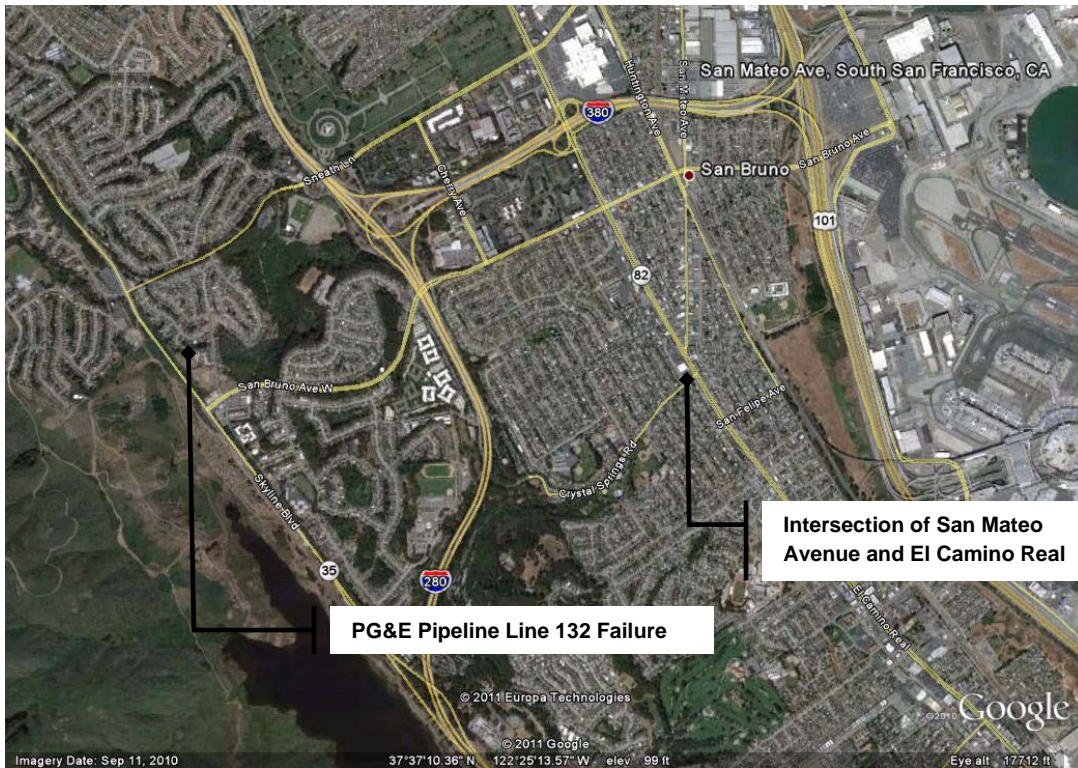 San Mateo Ave, South San Francisco, CA
Huntington Ave
San Mateo Ave
380
Sneath Ln
Cherry Ave
San Bruno
San Bruno Ave
101
82
San Bruno Ave W
San Felipe Ave
Crystal Springs Rd
Skyline Blvd
Intersection of San Mateo
Avenue and El Camino Real
35
280
El Camino Real
PG&E Pipeline Line 132 Failure
© 2011 Europa Technologies
©2010 Google
© 2011 Google
Imagery Date: Sep 11, 2010
37°37'10.36" N 122°25'13.57" W elev 99 ft
Eye alt 17712 ft